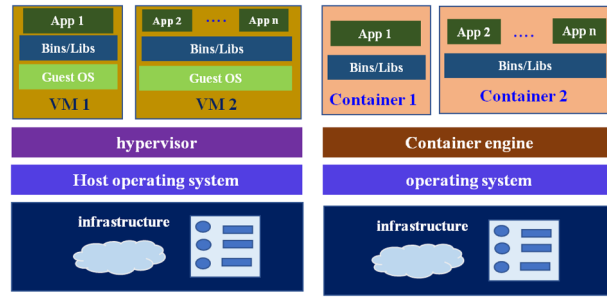 App 1
App 2 .... App n
Bins/Libs
Bins/Libs
Guest OS
Guest OS
VM 1
VM 2
hypervisor
Host operating system
infrastructure
App 1
App 2 .... App n
Bins/Libs
Bins/Libs
Container 1
Container 2
Container engine
operating system
infrastructure